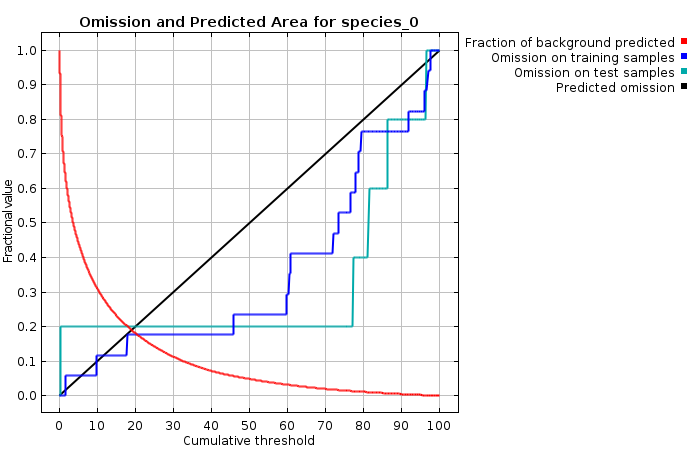 Omission and Predicted Area for species_0
Fraction of background predicted
Omission on training samples
Omission on test samples
Predicted omission
Fractional value
1.0
0.9
0.8
0.7
0.6
0.5
0.4
0.3
0.2
0.1
0.0
0 10 20 30 40 50 60 70 80 90 100
Cumulative threshold